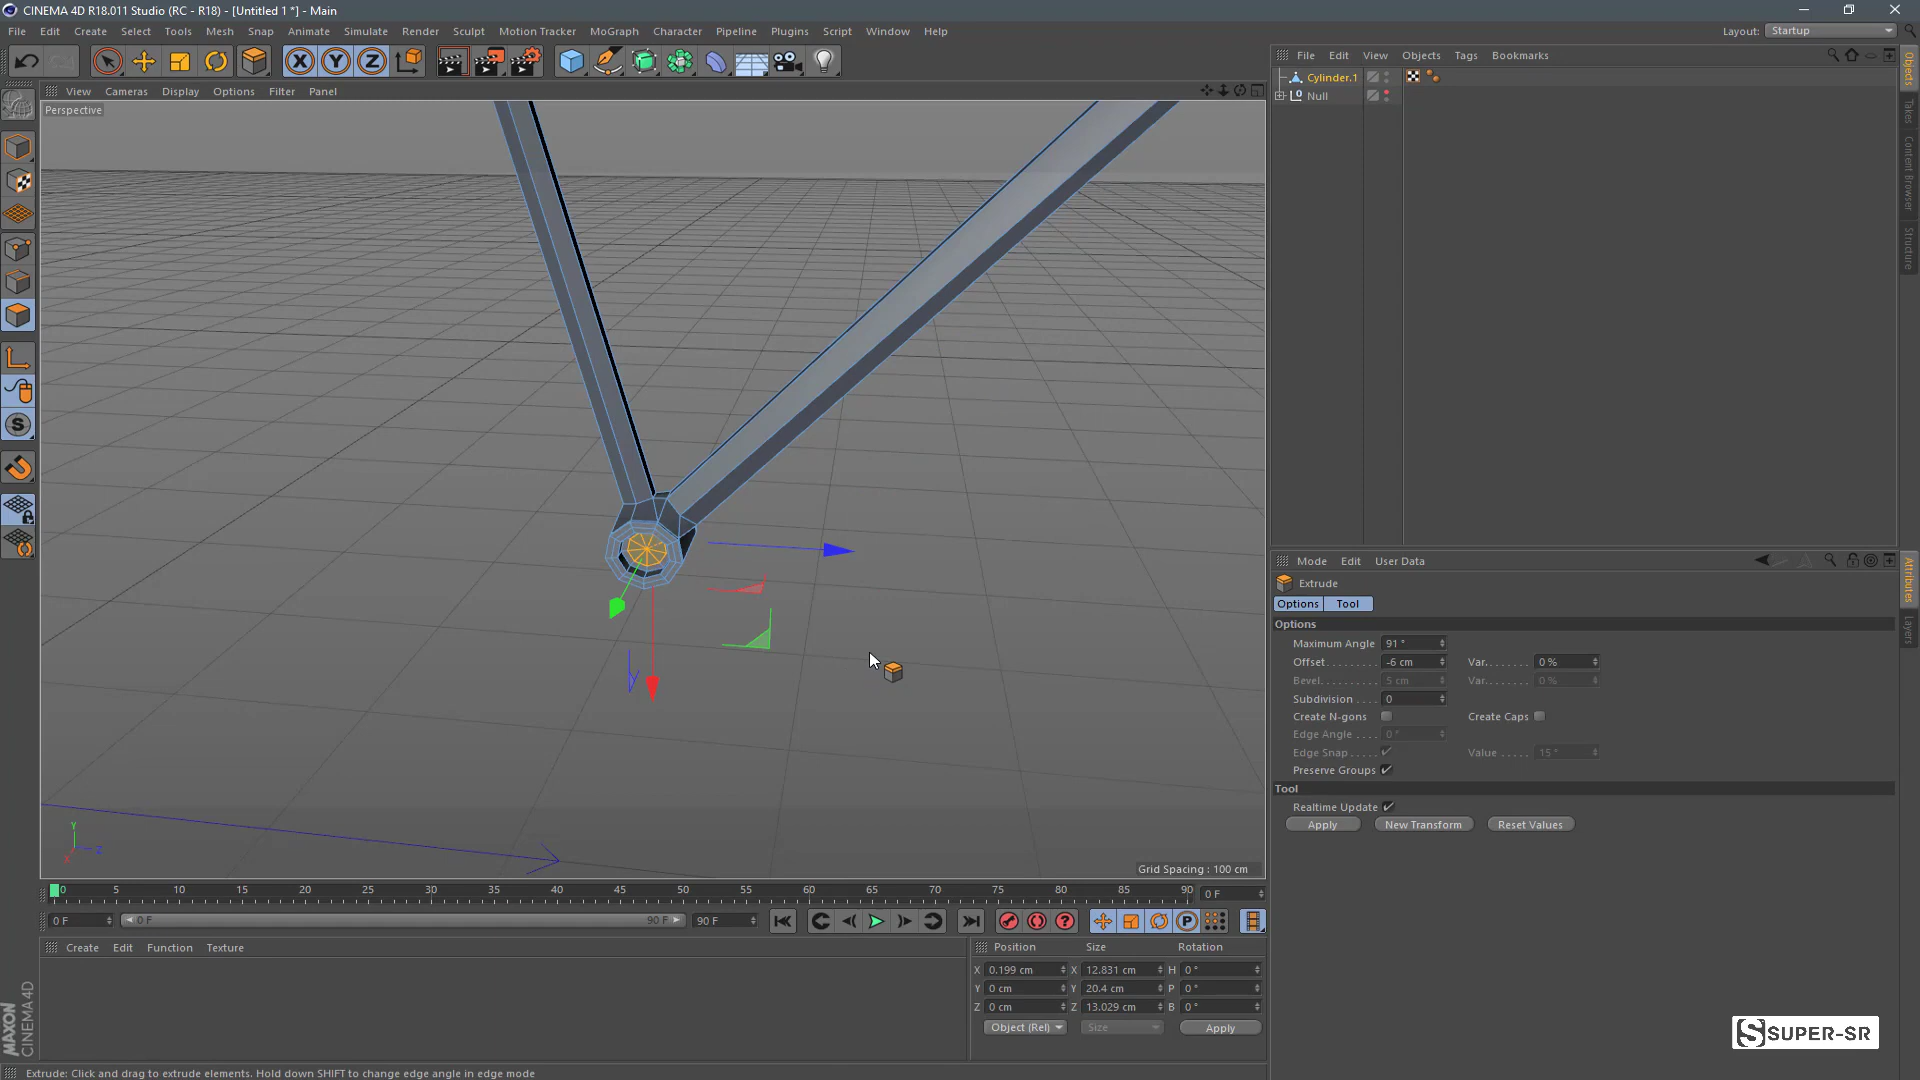 CINEMA 4D R18.011 Studio (RC - R18) - [Untitled 1 *] - Main
File Edit Create Select Tools Mesh Snap Animate Simulate Render Sculpt Motion Tracker MoGraph Character Pipeline Plugins Script Window Help
Layout: Startup
X Y Z
View Cameras Display Options Filter Panel
Perspective
File Edit View Objects Tags Bookmarks
Cylinder.1
Null
Objects
Takes
Content Browser
Structure
Mode Edit User Data
Extrude
Options Tool
Options
Maximum Angle 91 °
Offset -6 cm Var. 0 %
Bevel 5 cm Var. 0 %
Subdivision 0
Create N-gons Create Caps
Edge Angle 0 °
Edge Snap Value 15 °
Preserve Groups
Tool
Realtime Update
Apply New Transform Reset Values
Attributes
Layers
Y
Z
X
Grid Spacing : 100 cm
0 5 10 15 20 25 30 35 40 45 50 55 60 65 70 75 80 85 90 0 F
0 F 0 F 90 F 90 F
Create Edit Function Texture
Position Size Rotation
X 0.199 cm X 12.831 cm H 0 °
Y 0 cm Y 20.4 cm P 0 °
Z 0 cm Z 13.029 cm B 0 °
Object (Rel) Size Apply
MAXON
CINEMA 4D
SUPER-SR
Extrude: Click and drag to extrude elements. Hold down SHIFT to change edge angle in edge mode